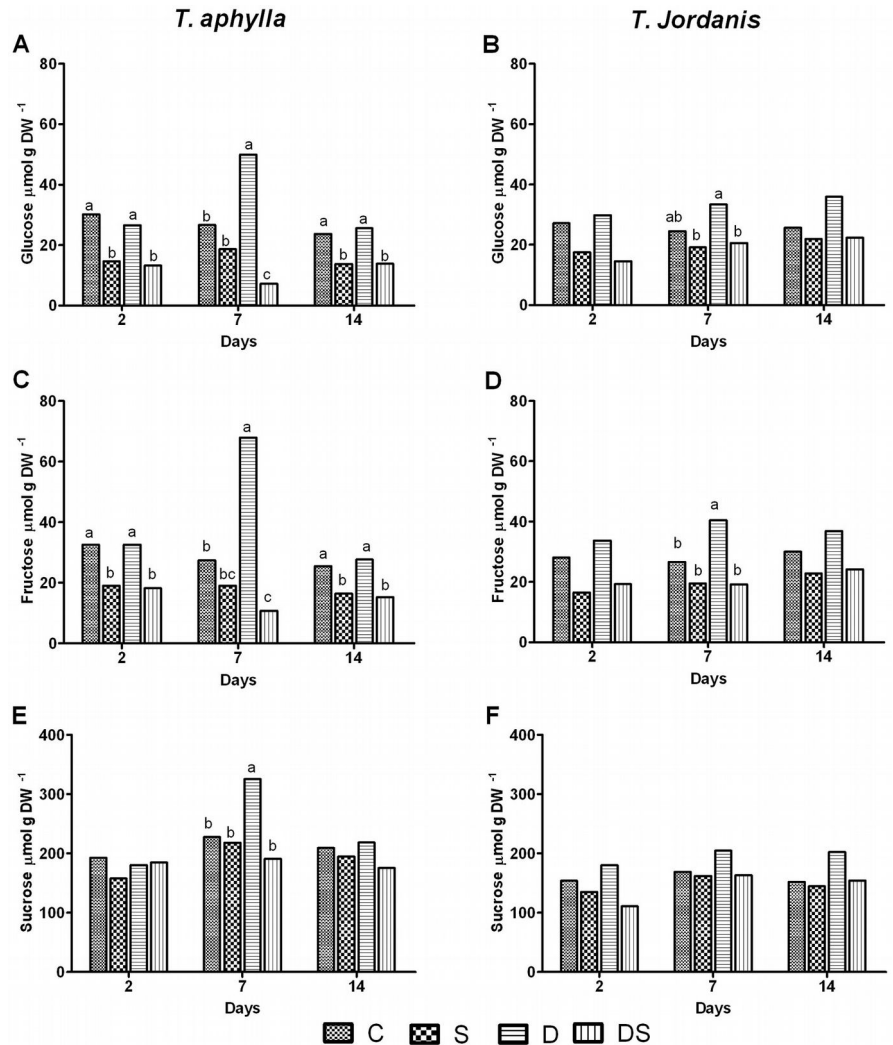 T. aphylla
T. Jordanis
A
80
60
40
20
0
Glucose µmol g DW -1
a
b
a
b
b
b
a
c
a
b
a
b
2
7
14
Days
B
80
60
40
20
0
Glucose µmol g DW -1
ab
b
a
b
2
7
14
Days
C
80
60
40
20
0
Fructose µmol g DW -1
a
b
a
b
b
bc
a
c
a
b
a
b
2
7
14
Days
D
80
60
40
20
0
Fructose µmol g DW -1
b
b
a
b
2
7
14
Days
E
400
300
200
100
0
Sucrose µmol g DW -1
b
b
a
b
2
7
14
Days
F
400
300
200
100
0
Sucrose µmol g DW -1
2
7
14
Days
C
S
D
DS